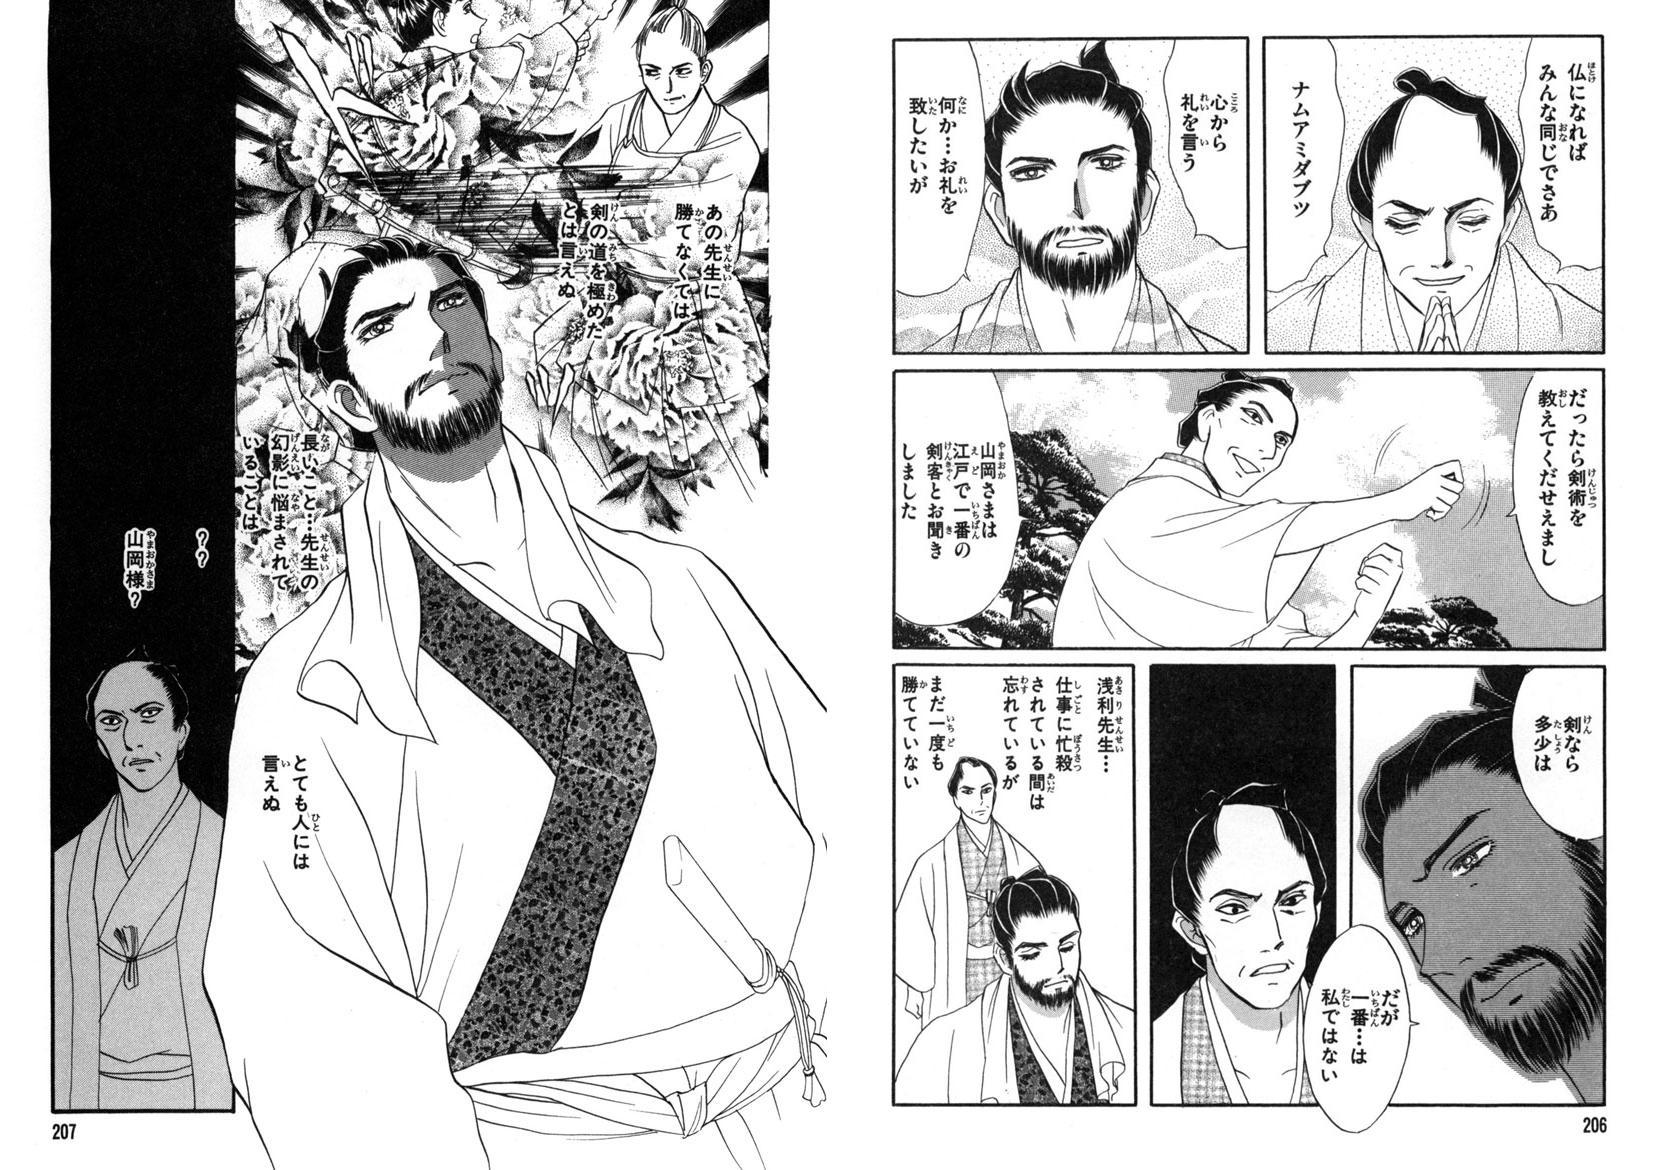 仏になれば
みんな同じでさあ
ナムアミダブツ
心から
礼を言う
何か…お礼を
致したいが
だったら剣術を
教えてくだせえまし
山岡さまは
江戸で一番の
剣客とお聞き
しました
剣なら
多少は
だが
一番…は
私ではない
浅利先生…
仕事に忙殺
されている間は
忘れているが
まだ一度も
勝てていない
206
あの先生に
勝てなくては
剣の道を極めた
とは言えぬ
長いこと…先生の
幻影に悩まされて
いることは
とても人には
言えぬ
??
山岡様?
207